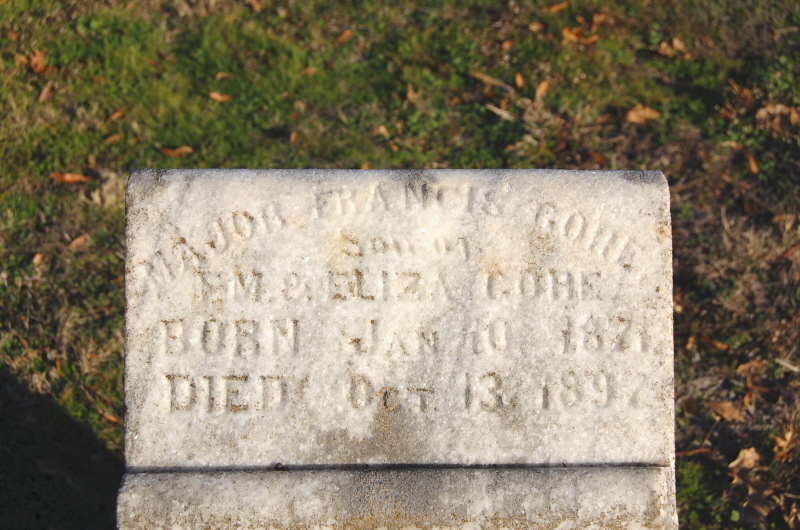 MAJOR FRANCIS GORE
SON OF
M. & ELIZA GORE
BORN JAN 10 1871
DIED OCT 13 1897